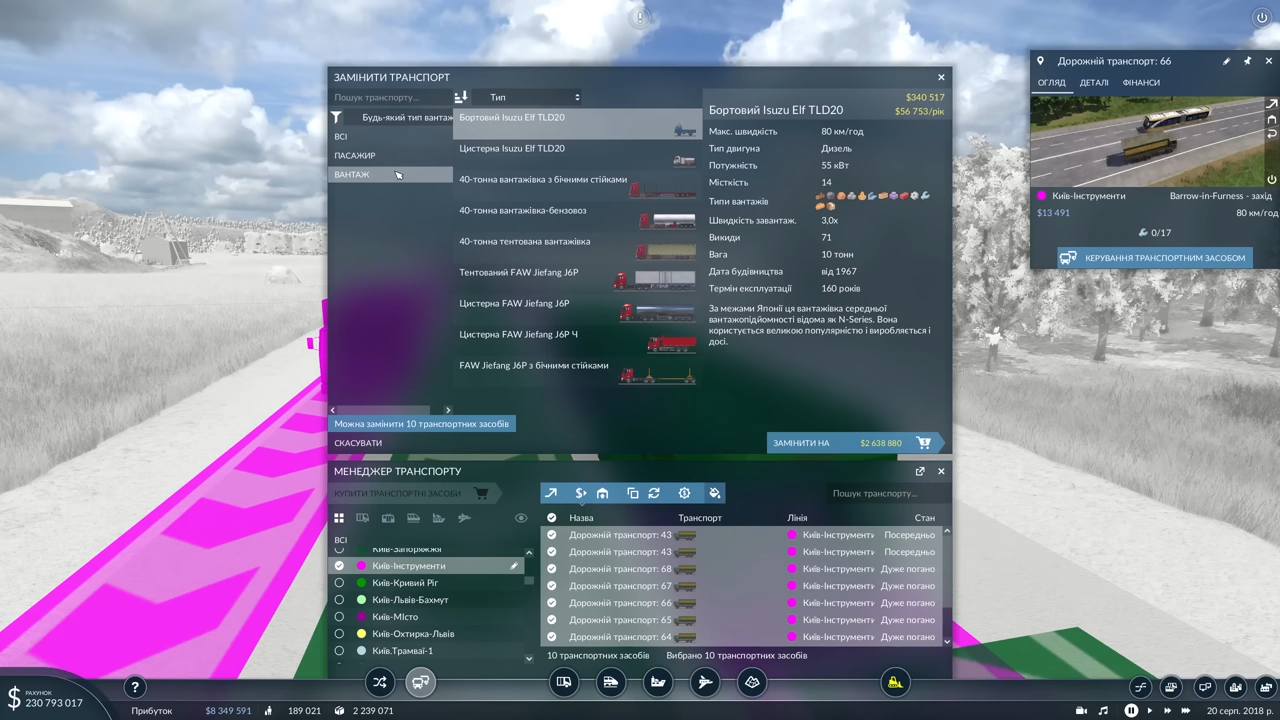 ЗАМІНИТИ ТРАНСПОРТ
Пошук транспорту...
Тип
Будь-який тип вантаж
ВСІ
ПАСАЖИР
ВАНТАЖ
Бортовий Isuzu Elf TLD20
Цистерна Isuzu Elf TLD20
40-тонна вантажівка з бічними стійками
40-тонна вантажівка-бензовоз
40-тонна тентована вантажівка
Тентований FAW Jiefang J6P
Цистерна FAW Jiefang J6P
Цистерна FAW Jiefang J6P Ч
FAW Jiefang J6P з бічними стійками
$340 517
Бортовий Isuzu Elf TLD20
$56 753/рік
Макс. швидкість 80 км/год
Тип двигуна Дизель
Потужність 55 кВт
Місткість 14
Типи вантажів
Швидкість завантаж. 3,0x
Викиди 71
Вага 10 тонн
Дата будівництва від 1967
Термін експлуатації 160 років
За межами Японії ця вантажівка середньої
вантажопідйомності відома як N-Series. Вона
користується великою популярністю і виробляється і
досі.
Можна замінити 10 транспортних засобів
СКАСУВАТИ
ЗАМІНИТИ НА $2 638 880
Дорожній транспорт: 66
ОГЛЯД ДЕТАЛІ ФІНАНСИ
Київ-Інструменти Barrow-in-Furness - захід
$13 491 80 км/год
0/17
КЕРУВАННЯ ТРАНСПОРТНИМ ЗАСОБОМ
МЕНЕДЖЕР ТРАНСПОРТУ
КУПИТИ ТРАНСПОРТНІ ЗАСОБИ
Пошук транспорту...
ВСІ
Київ-Запоріжжя
Київ-Інструменти
Київ-Кривий Ріг
Київ-Львів-Бахмут
Київ-МІсто
Київ-Охтирка-Львів
Київ.Трамваї-1
Назва Транспорт Лінія Стан
Дорожній транспорт: 43 Київ-Інструменти Посередньо
Дорожній транспорт: 43 Київ-Інструменти Посередньо
Дорожній транспорт: 68 Київ-Інструменти Дуже погано
Дорожній транспорт: 67 Київ-Інструменти Дуже погано
Дорожній транспорт: 66 Київ-Інструменти Дуже погано
Дорожній транспорт: 65 Київ-Інструменти Дуже погано
Дорожній транспорт: 64 Київ-Інструменти Дуже погано
10 транспортних засобів Вибрано 10 транспортних засобів
$ РАХУНОК
230 793 017
?
Прибуток $8 349 591 189 021 2 239 071
20 серп. 2018 р.